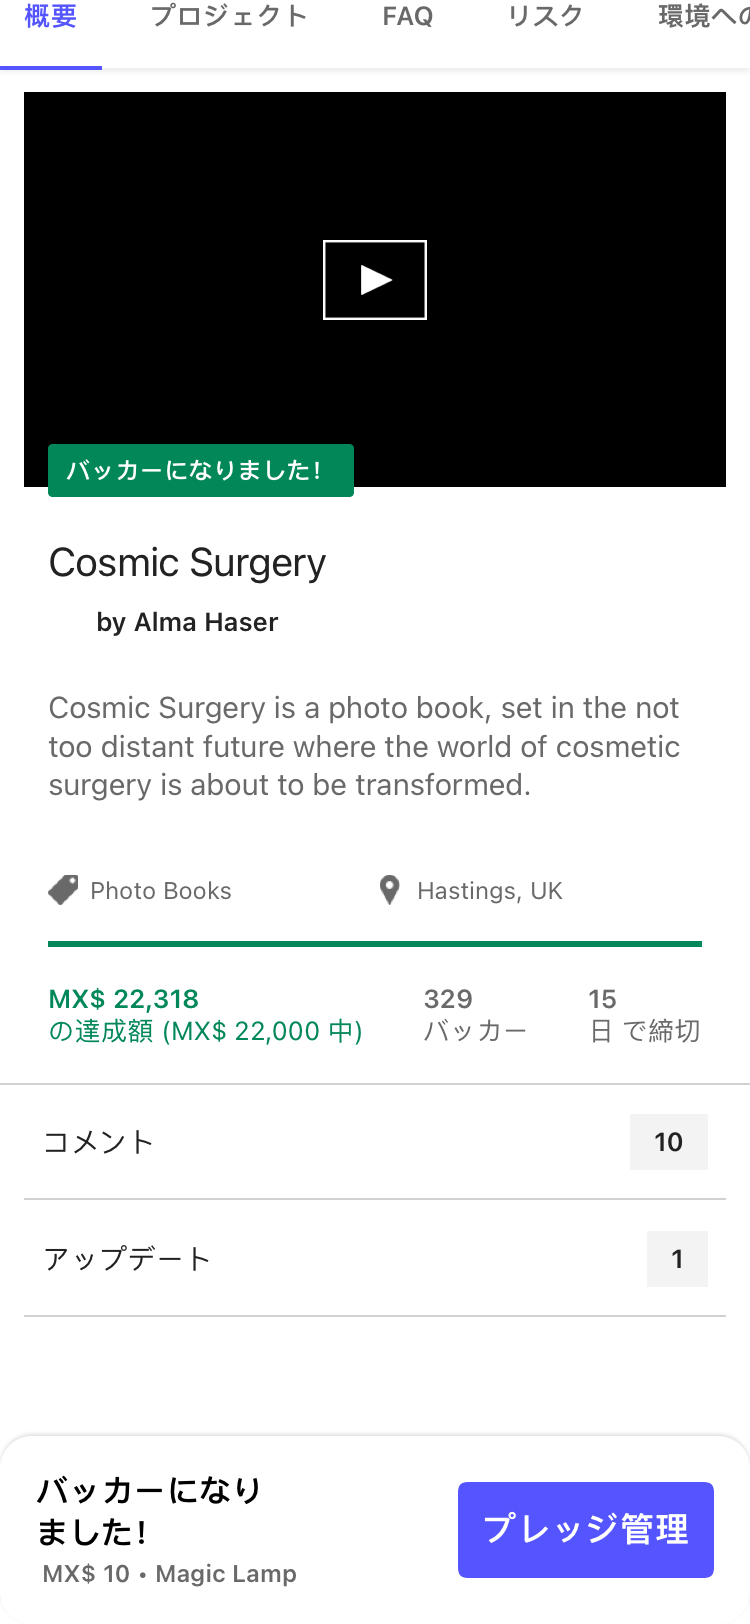 概要 プロジェクト FAQ リスク 環境への
バッカーになりました!
Cosmic Surgery
by Alma Haser
Cosmic Surgery is a photo book, set in the not
too distant future where the world of cosmetic
surgery is about to be transformed.
Photo Books Hastings, UK
MX$ 22,318 329 15
の達成額 (MX$ 22,000 中) バッカー 日 で締切
コメント 10
アップデート 1
バッカーになり
ました!
MX$ 10 • Magic Lamp
プレッジ管理